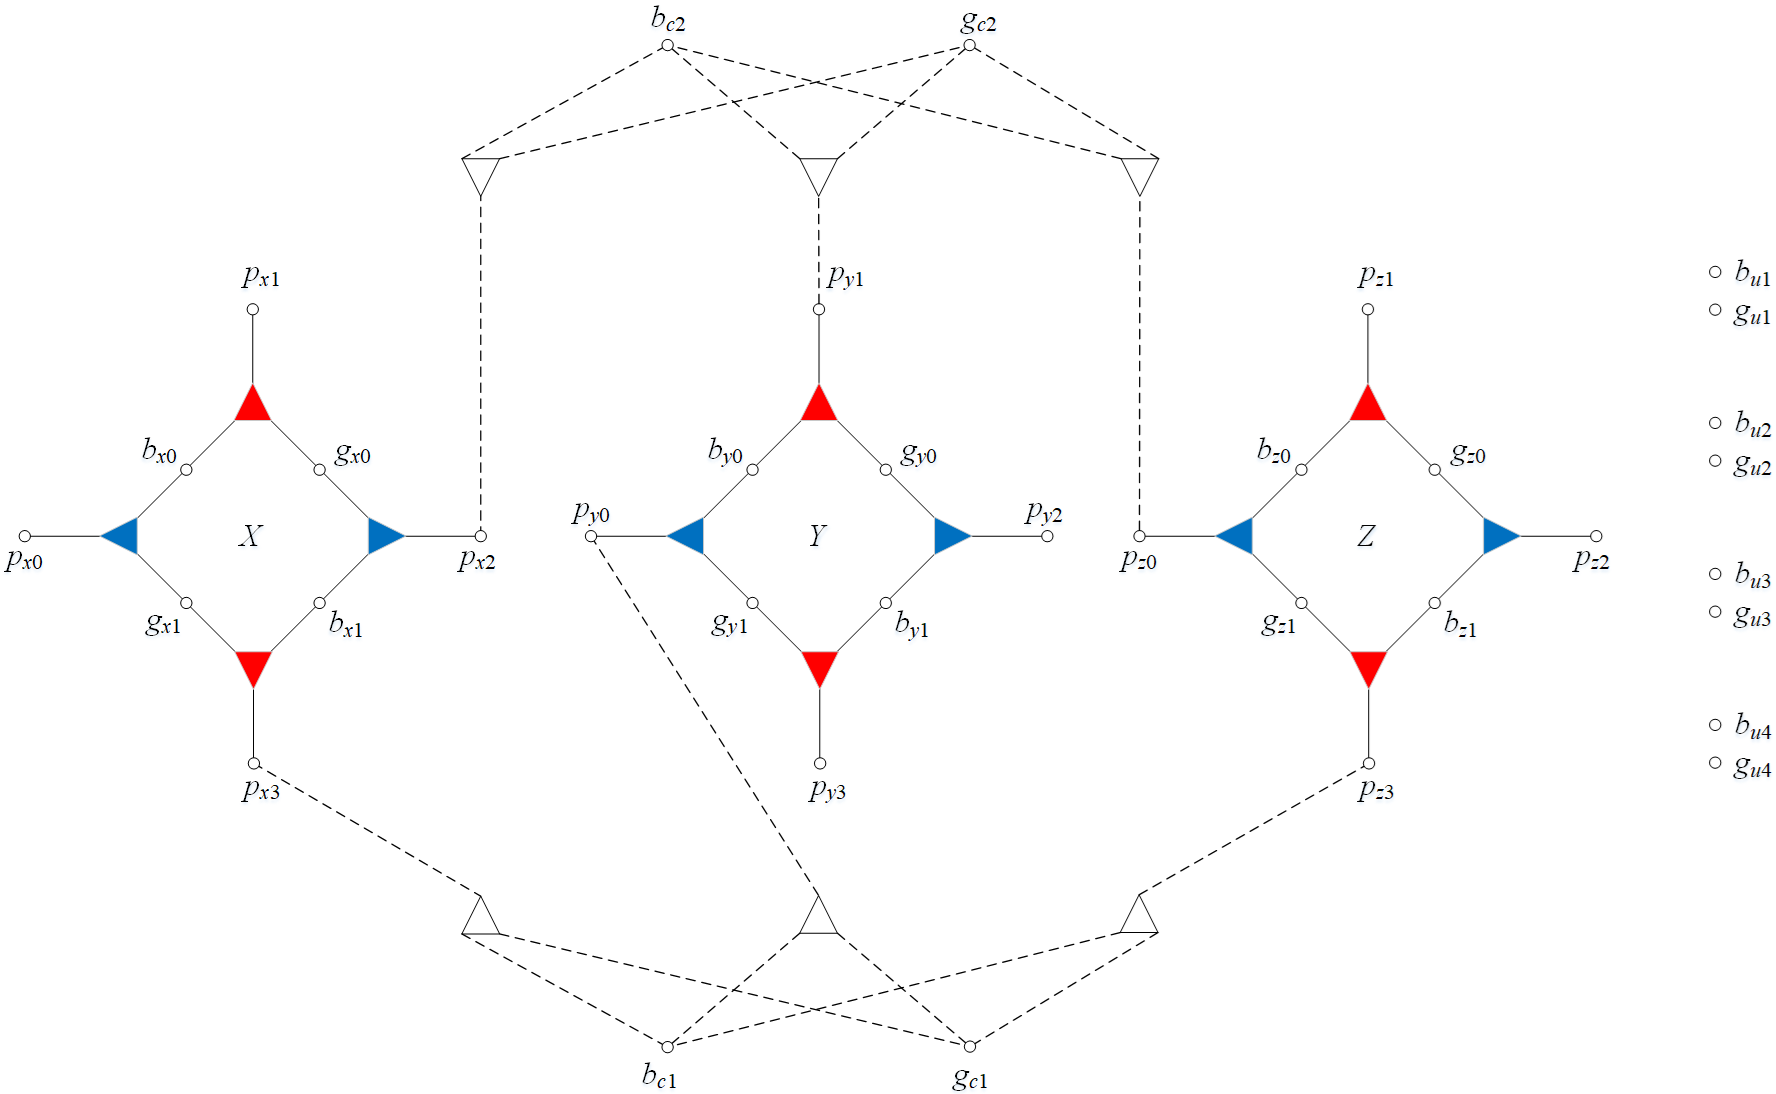 b_c2 g_c2
p_x1 p_y1 p_z1 b_u1
g_u1
b_x0 g_x0 b_y0 g_y0 b_z0 g_z0 b_u2
g_u2
p_x0 X p_x2 p_y0 Y p_y2 p_z0 Z p_z2
b_u3
g_x1 b_x1 g_y1 b_y1 g_z1 b_z1 g_u3
b_u4
p_x3 p_y3 p_z3 g_u4
b_c1 g_c1